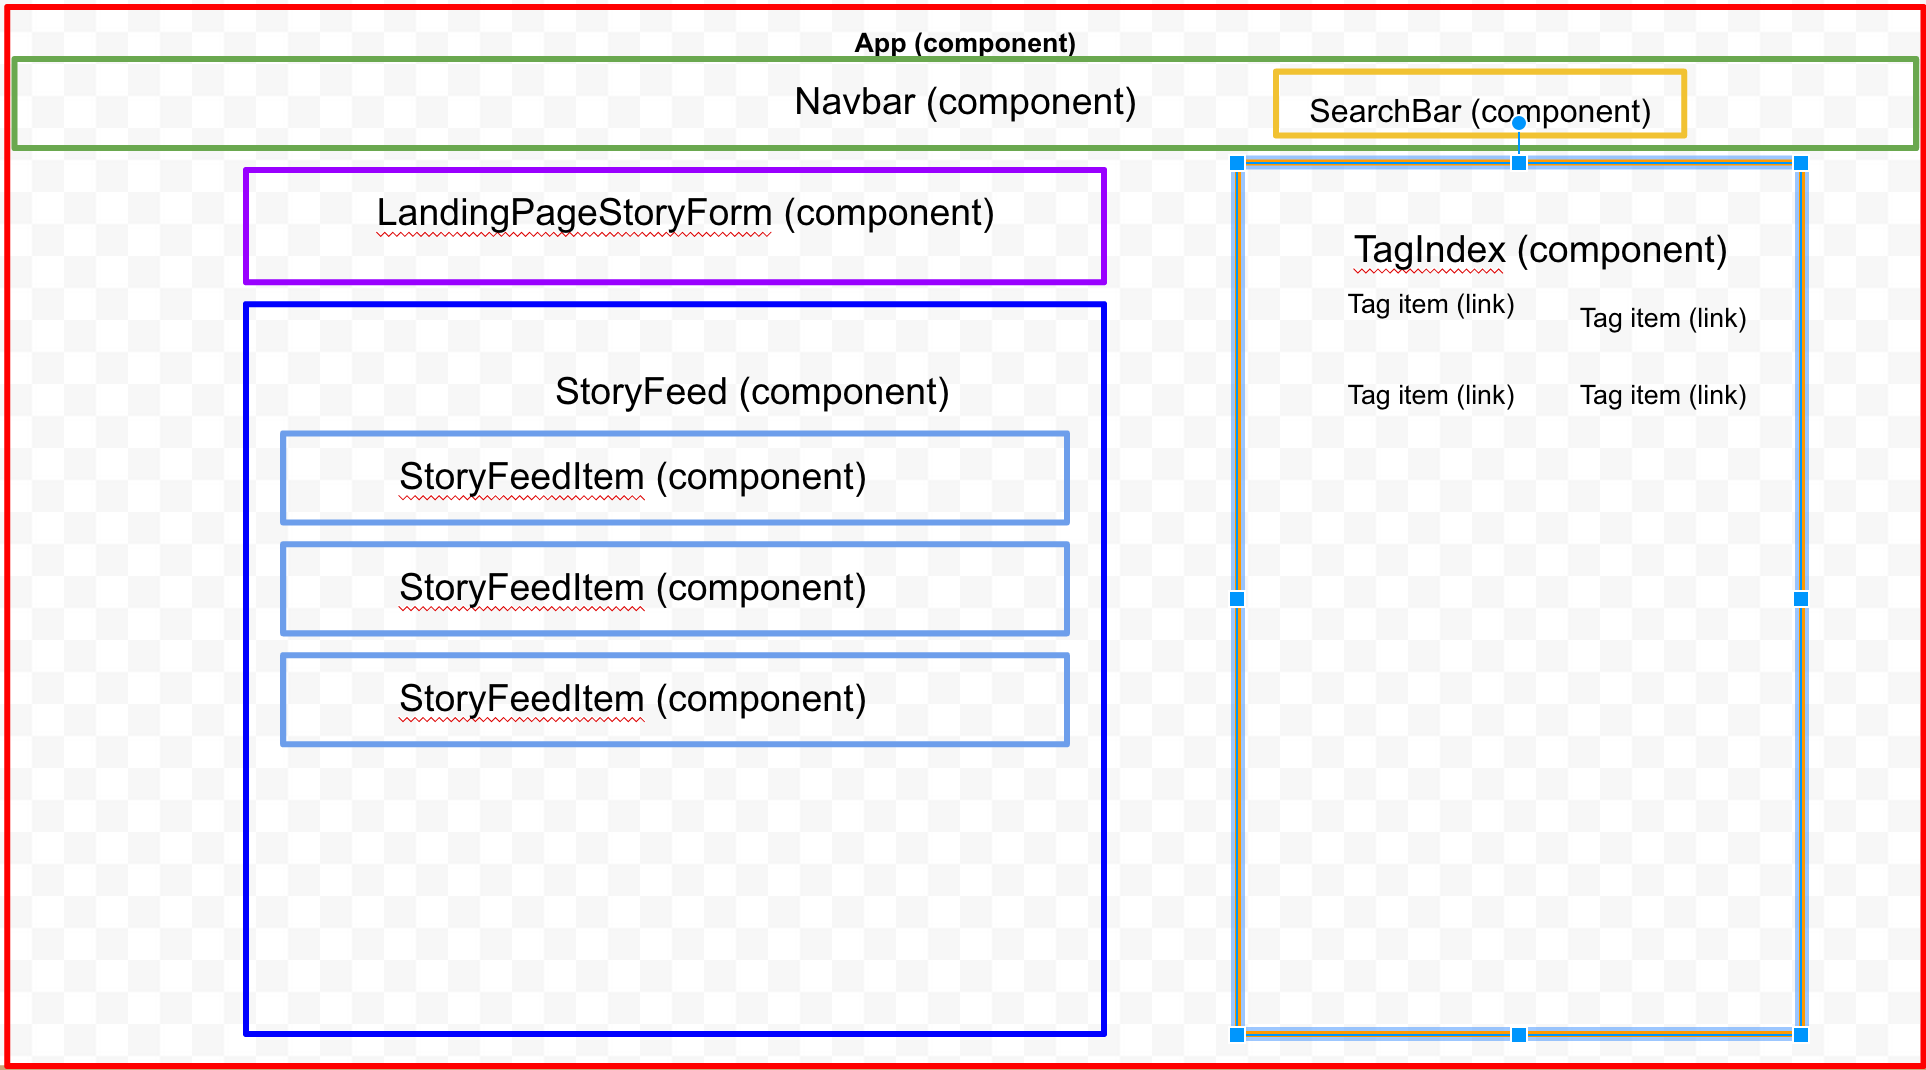 App (component)
Navbar (component)
SearchBar (component)
LandingPageStoryForm (component)
StoryFeed (component)
StoryFeedItem (component)
StoryFeedItem (component)
StoryFeedItem (component)
TagIndex (component)
Tag item (link)
Tag item (link)
Tag item (link)
Tag item (link)